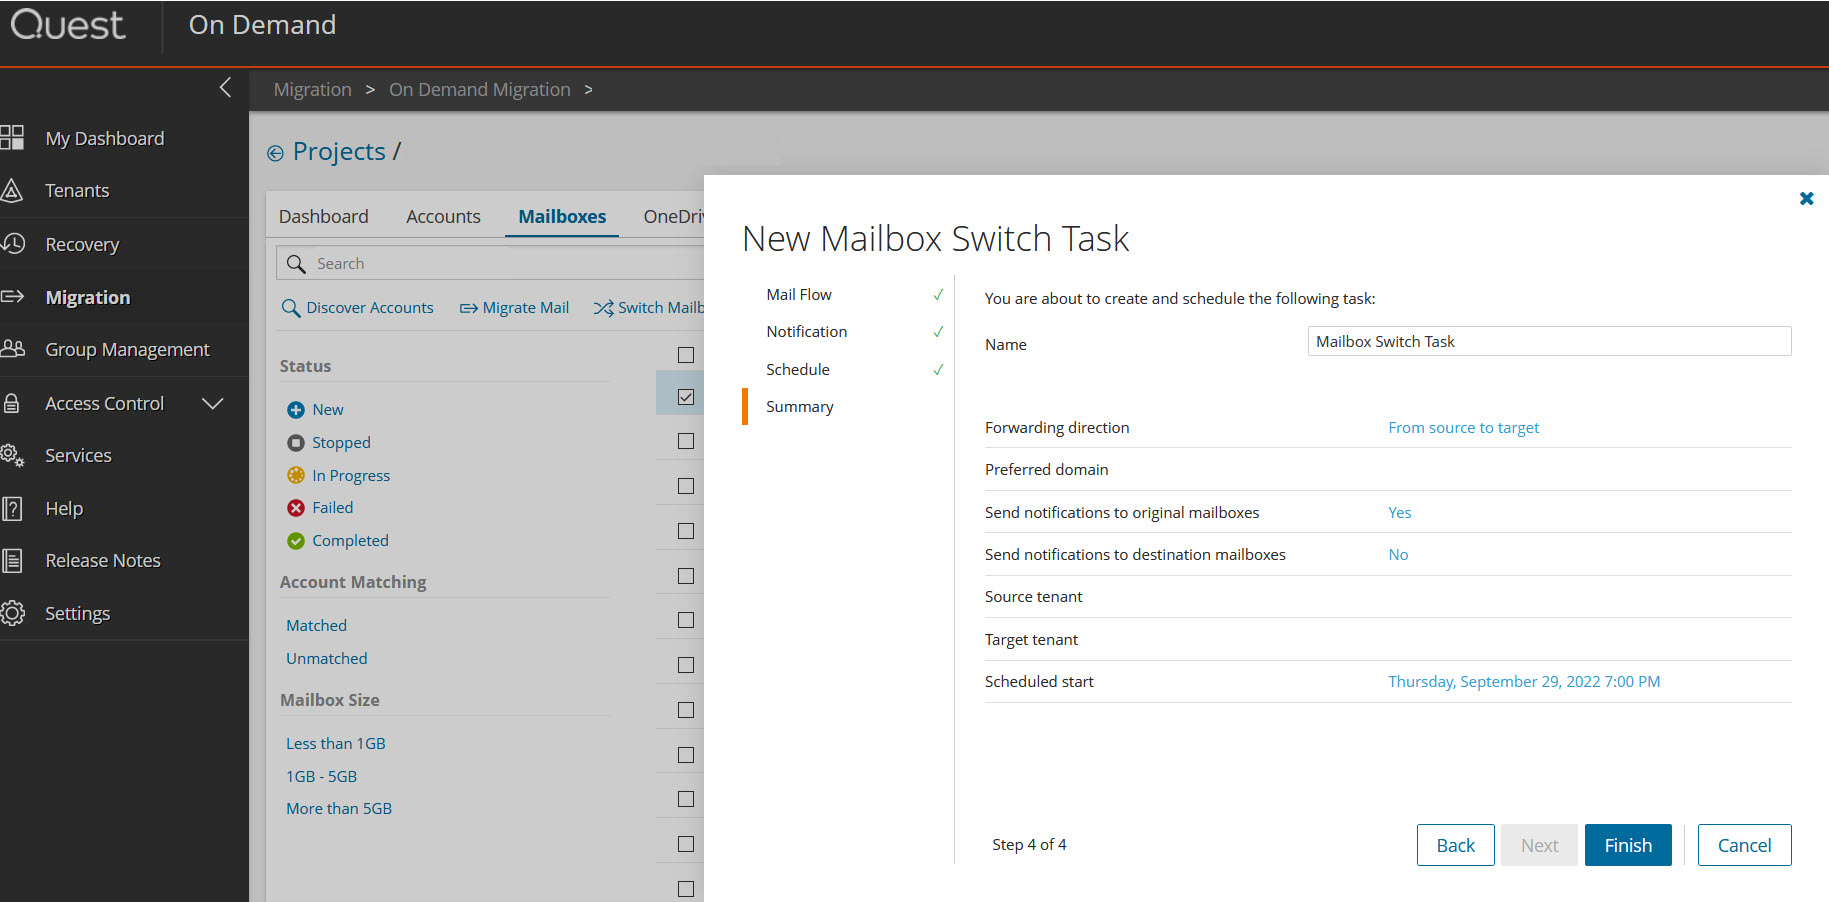 Quest On Demand
Migration > On Demand Migration >
My Dashboard
Tenants
Recovery
Migration
Group Management
Access Control
Services
Help
Release Notes
Settings
Projects /
Dashboard Accounts Mailboxes OneDriv
Search
Discover Accounts Migrate Mail Switch Mailb
Status
New
Stopped
In Progress
Failed
Completed
Account Matching
Matched
Unmatched
Mailbox Size
Less than 1GB
1GB - 5GB
More than 5GB
New Mailbox Switch Task
Mail Flow
Notification
Schedule
Summary
You are about to create and schedule the following task:
Name Mailbox Switch Task
Forwarding direction From source to target
Preferred domain
Send notifications to original mailboxes Yes
Send notifications to destination mailboxes No
Source tenant
Target tenant
Scheduled start Thursday, September 29, 2022 7:00 PM
Step 4 of 4 Back Next Finish Cancel